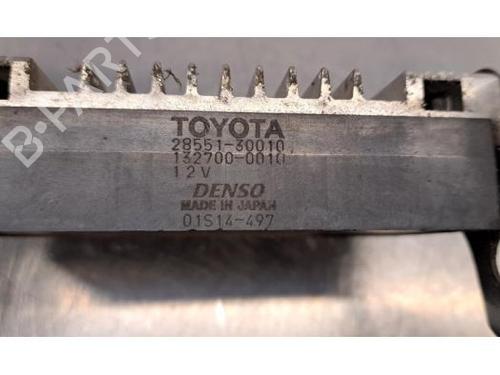 B-PARTS
TOYOTA
28551-30010
132700-0010
12V
DENSO
MADE IN JAPAN
01S14-497